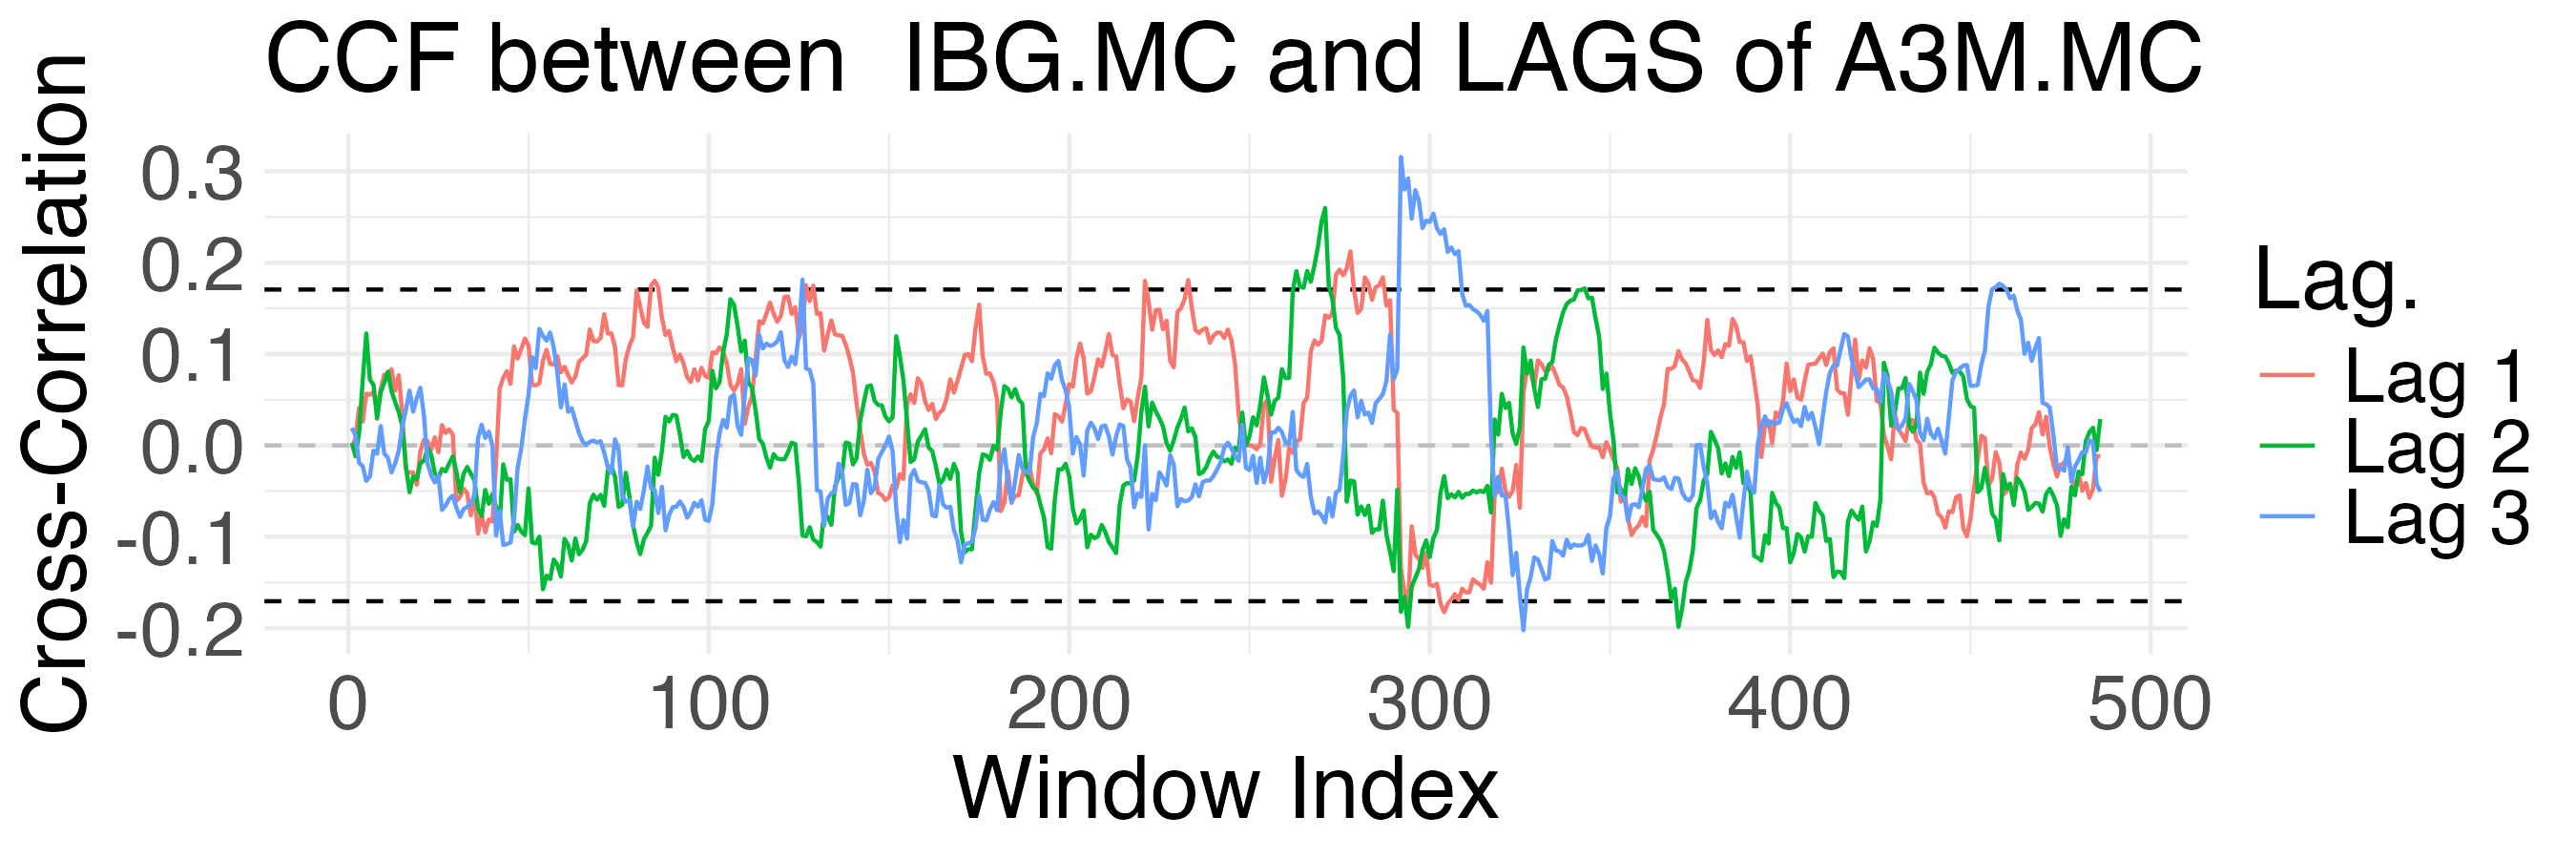 CCF between  IBG.MC and LAGS of A3M.MC
Cross-Correlation
0.3
0.2
0.1
0.0
-0.1
-0.2
0 100 200 300 400 500
Window Index
Lag.
Lag 1
Lag 2
Lag 3